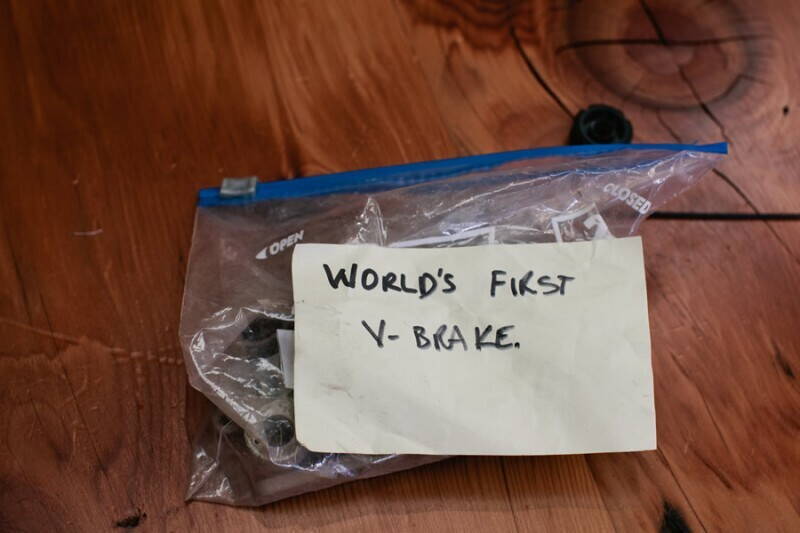 CLOSED
OPEN
WORLD'S FIRST
V-BRAKE.